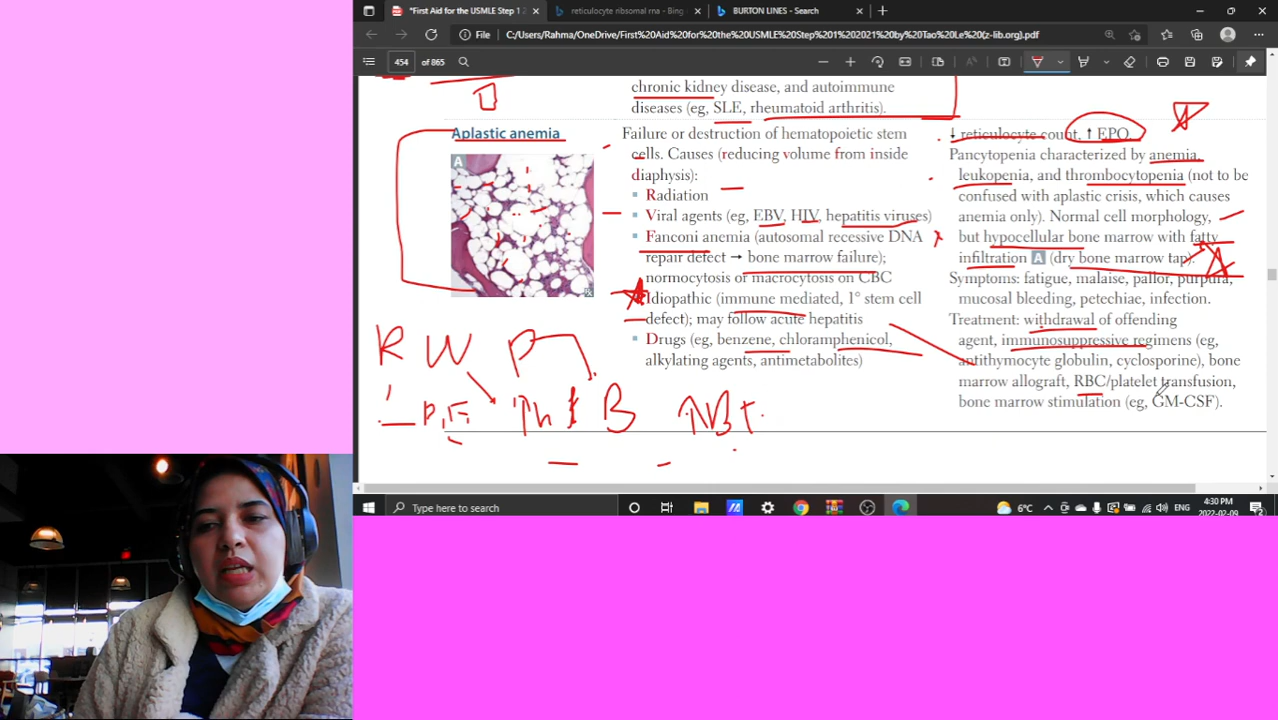 *First Aid for the USMLE Step 1 2
reticulocyte ribsomal rna - Bing
BURTON LINES - Search
File
C:/Users/Rahma/OneDrive/First%20Aid%20for%20the%20USMLE%20Step%201%202021%20by%20Tao%20Le%20(z-lib.org).pdf
454 of 865
chronic kidney disease, and autoimmune
diseases (eg, SLE, rheumatoid arthritis).
Aplastic anemia
A
Failure or destruction of hematopoietic stem
cells. Causes (reducing volume from inside
diaphysis):
Radiation
Viral agents (eg, EBV, HIV, hepatitis viruses)
Fanconi anemia (autosomal recessive DNA
repair defect → bone marrow failure);
normocytosis or macrocytosis on CBC
Idiopathic (immune mediated, 1° stem cell
defect); may follow acute hepatitis
Drugs (eg, benzene, chloramphenicol,
alkylating agents, antimetabolites)
↓ reticulocyte count, ↑ EPO.
Pancytopenia characterized by anemia,
leukopenia, and thrombocytopenia (not to be
confused with aplastic crisis, which causes
anemia only). Normal cell morphology,
but hypocellular bone marrow with fatty
infiltration A (dry bone marrow tap).
Symptoms: fatigue, malaise, pallor, purpura,
mucosal bleeding, petechiae, infection.
Treatment: withdrawal of offending
agent, immunosuppressive regimens (eg,
antithymocyte globulin, cyclosporine), bone
marrow allograft, RBC/platelet transfusion,
bone marrow stimulation (eg, GM-CSF).
R W P
B
Type here to search
6°C
ENG
4:30 PM
2022-02-09